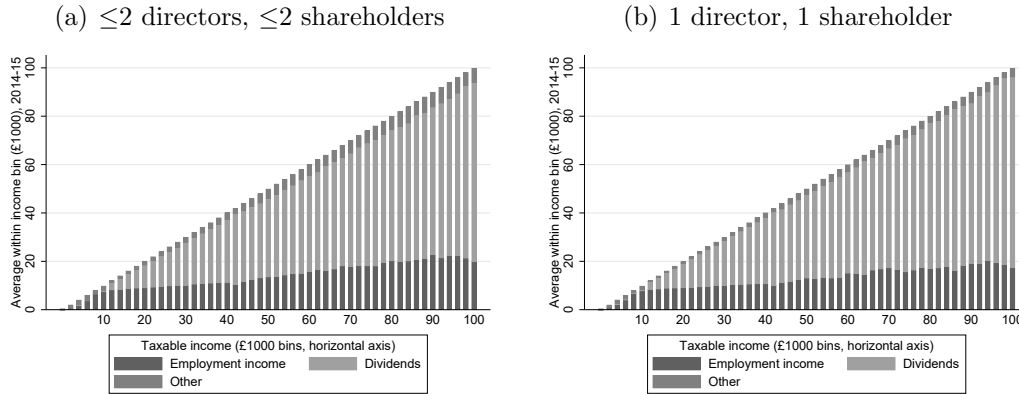 (a) ≤2 directors, ≤2 shareholders
Average within income bin (£1000), 2014-15
0 20 40 60 80 100
10 20 30 40 50 60 70 80 90 100
Taxable income (£1000 bins, horizontal axis)
Employment income Dividends
Other
(b) 1 director, 1 shareholder
Average within income bin (£1000), 2014-15
0 20 40 60 80 100
10 20 30 40 50 60 70 80 90 100
Taxable income (£1000 bins, horizontal axis)
Employment income Dividends
Other